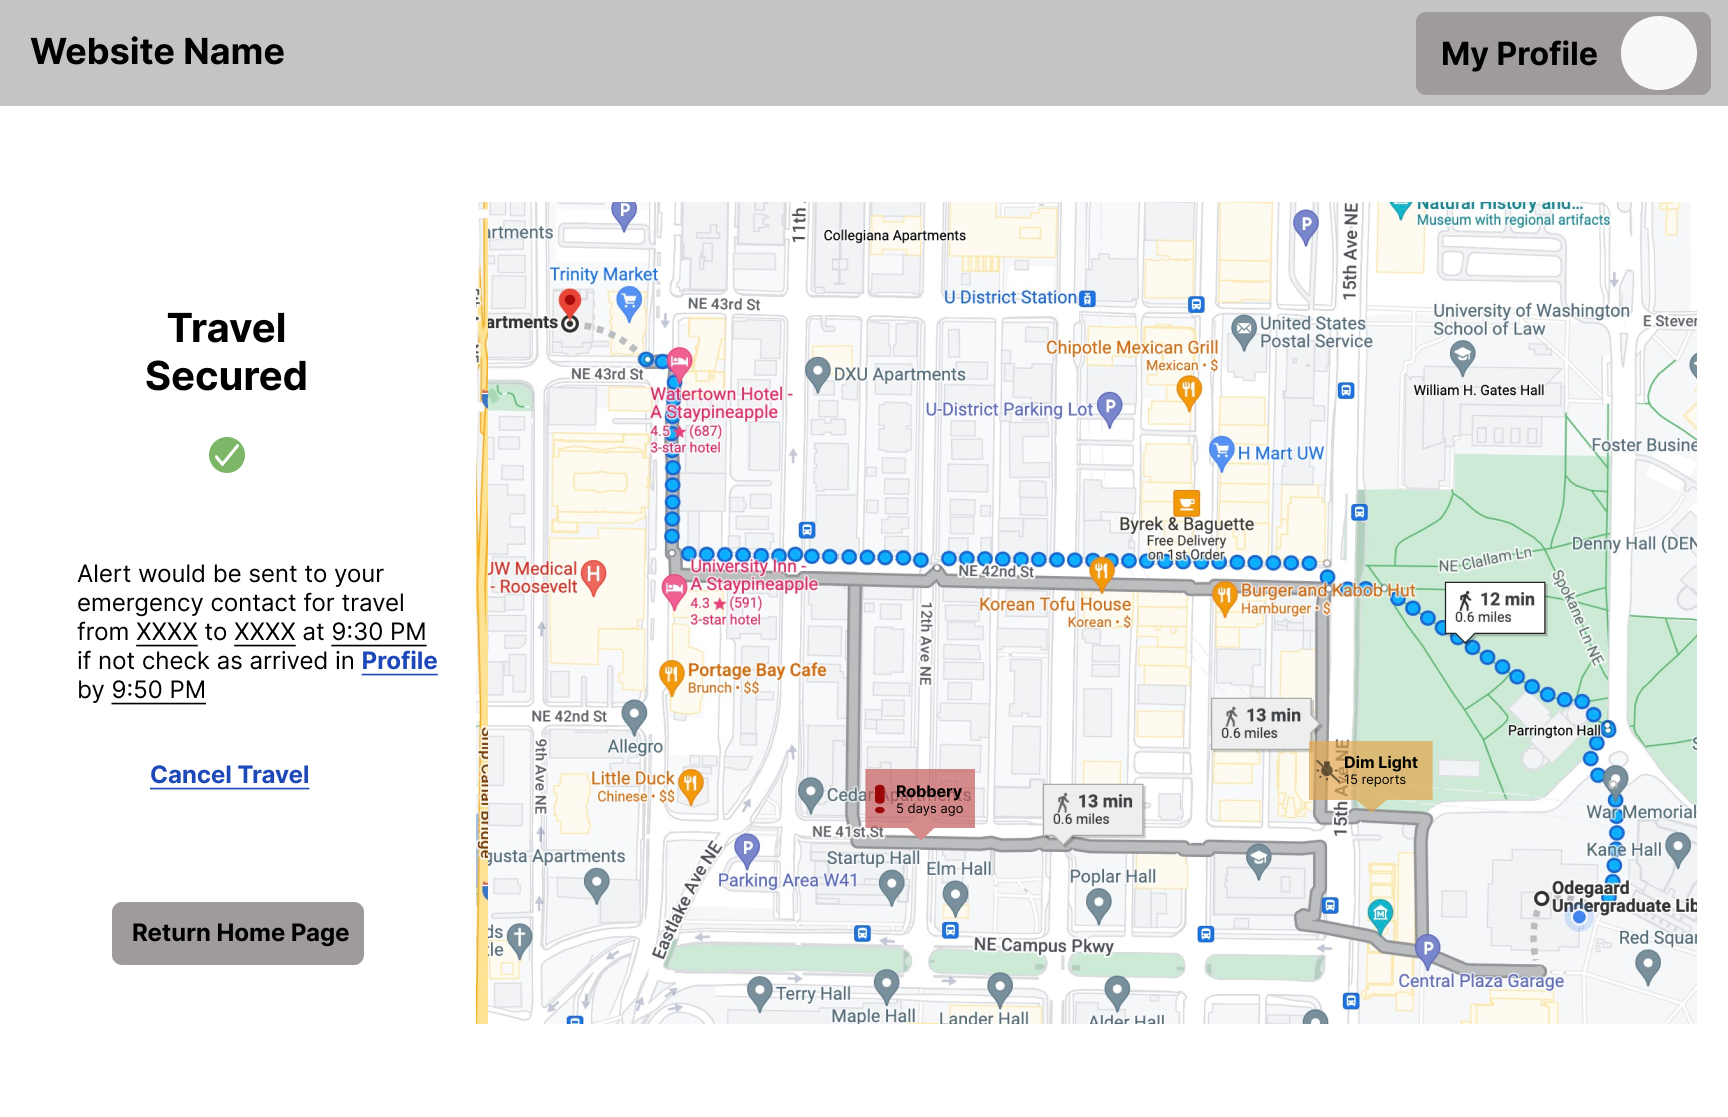 Website Name
My Profile
Travel
Secured
Alert would be sent to your
emergency contact for travel
from XXXX to XXXX at 9:30 PM
if not check as arrived in Profile
by 9:50 PM
Cancel Travel
Return Home Page
P
11th
Collegiana Apartments
P
15th Ave NE
Natural History and...
Museum with regional artifacts
artments
Trinity Market
NE 43rd St
U District Station
University of Washington
School of Law
E Steven
artments
United States
Postal Service
Chipotle Mexican Grill
Mexican • $
NE 43rd St
DXU Apartments
William H. Gates Hall
Watertown Hotel -
A Staypineapple
4.5 ★ (687)
3-star hotel
U-District Parking Lot
P
Foster Busine
H Mart UW
Byrek & Baguette
Free Delivery
on 1st Order
Denny Hall (DEN
NE Clallam Ln
Spokane Ln NE
JW Medical
- Roosevelt
H
University Inn -
A Staypineapple
4.3 ★ (591)
3-star hotel
NE 42nd St
Korean Tofu House
Korean • $
Burger and Kabob Hut
Hamburger • $
12 min
0.6 miles
12th Ave NE
Portage Bay Cafe
Brunch • $$
NE 42nd St
Allegro
9th Ave NE
13 min
0.6 miles
Parrington Hall
Little Duck
Chinese • $$
Robbery
5 days ago
13 min
0.6 miles
Dim Light
15 reports
15th Ave NE
War Memorial
NE 41st St
Kane Hall
gusta Apartments
P
Parking Area W41
Eastlake Ave NE
Startup Hall
Elm Hall
Poplar Hall
Odegaard
Undergraduate Lib
ds
NE Campus Pkwy
Red Squar
P
Central Plaza Garage
Terry Hall
Maple Hall
Lander Hall
Alder Hall